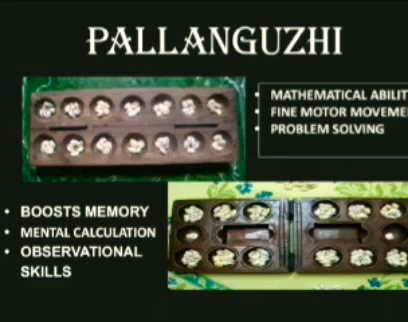 PALLANGUZHI
• MATHEMATICAL ABILIT
• FINE MOTOR MOVEME
• PROBLEM SOLVING
• BOOSTS MEMORY
• MENTAL CALCULATION
• OBSERVATIONAL
SKILLS